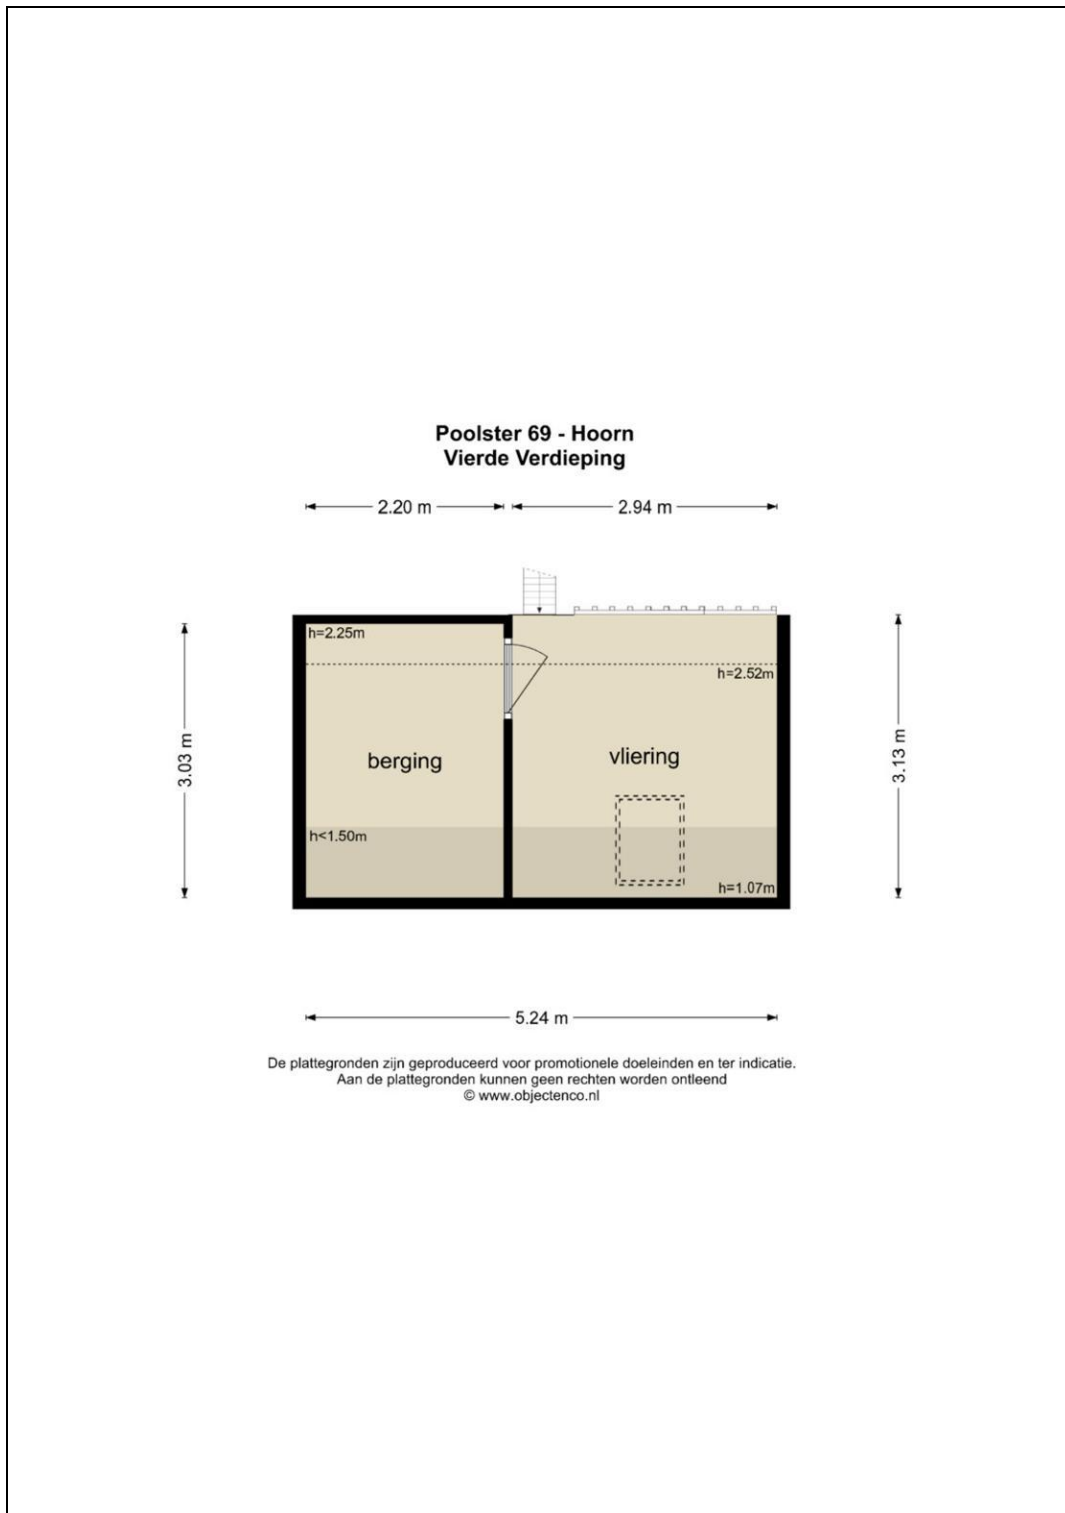 Poolster 69 - Hoorn
Vierde Verdieping
2.20 m
2.94 m
h=2.25m
h=2.52m
3.03 m
berging
vliering
3.13 m
h<1.50m
h=1.07m
5.24 m
De plattegronden zijn geproduceerd voor promotionele doeleinden en ter indicatie.
Aan de plattegronden kunnen geen rechten worden ontleend
© www.objectenco.nl